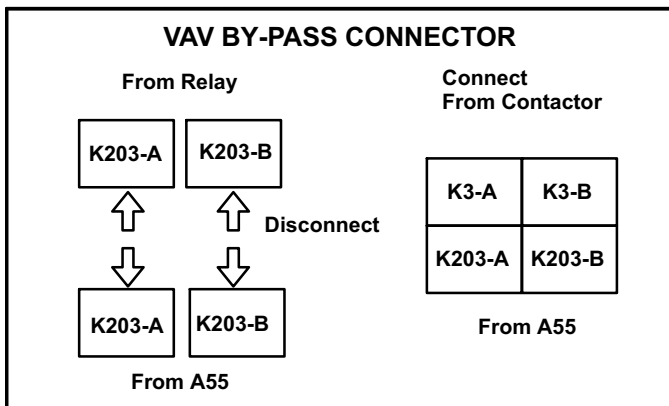 VAV BY-PASS CONNECTOR
From Relay
Connect
From Contactor
K203-A K203-B
K3-A K3-B
Disconnect
K203-A K203-B
K203-A K203-B
From A55
From A55